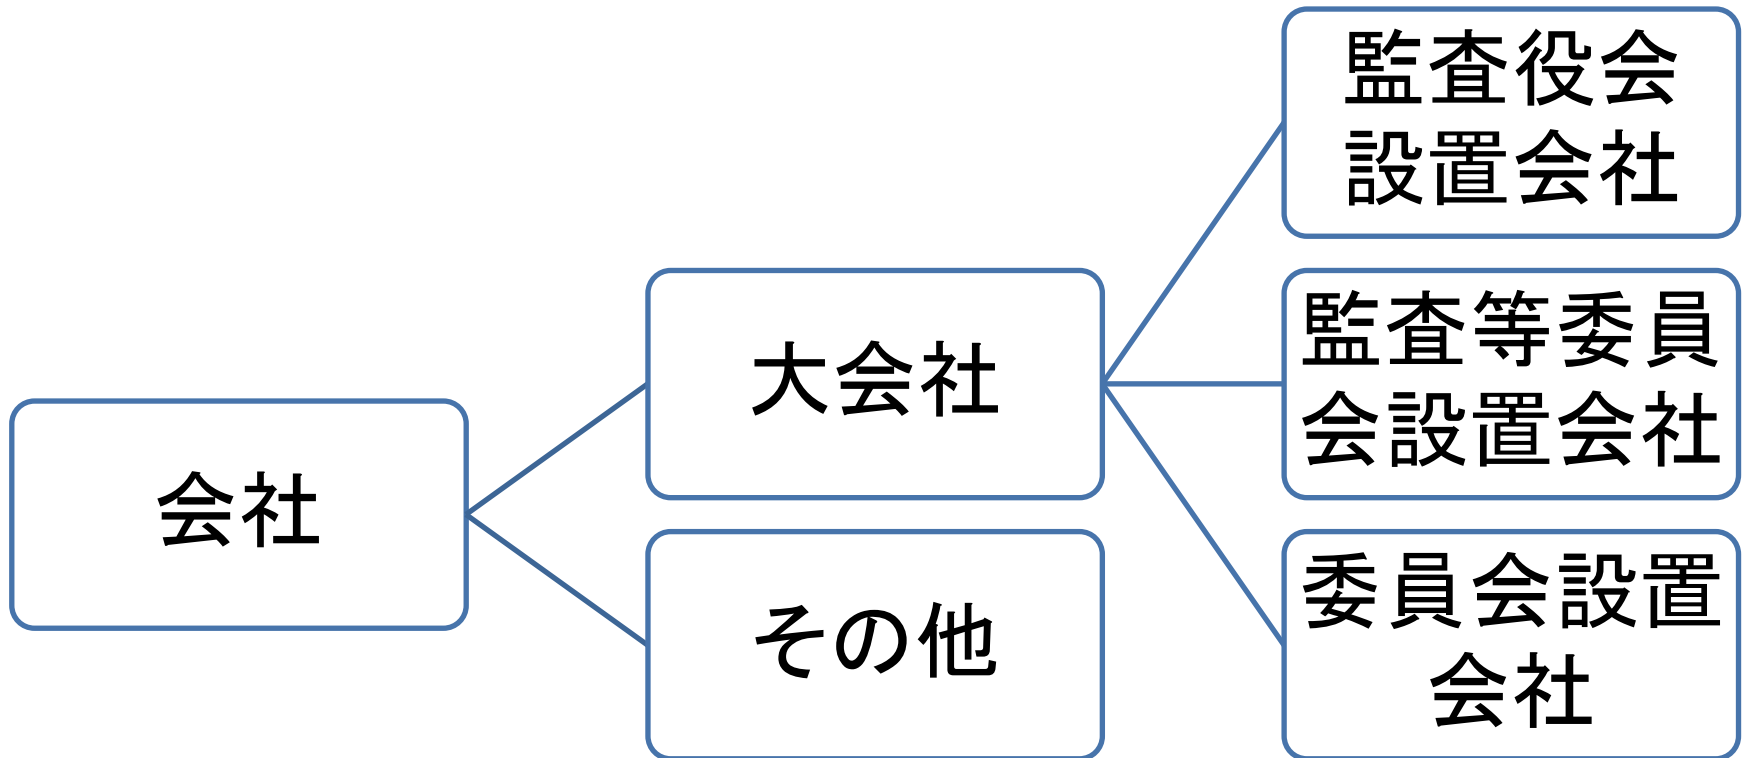 会社
大会社
その他
監査役会
設置会社
監査等委員
会設置会社
委員会設置
会社